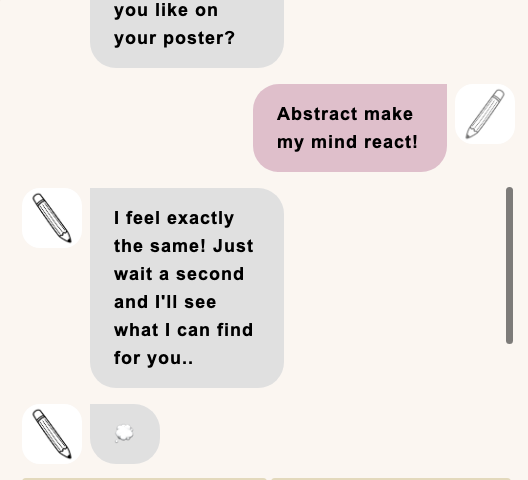 you like on
your poster?
Abstract make
my mind react!
I feel exactly
the same! Just
wait a second
and I'll see
what I can find
for you..